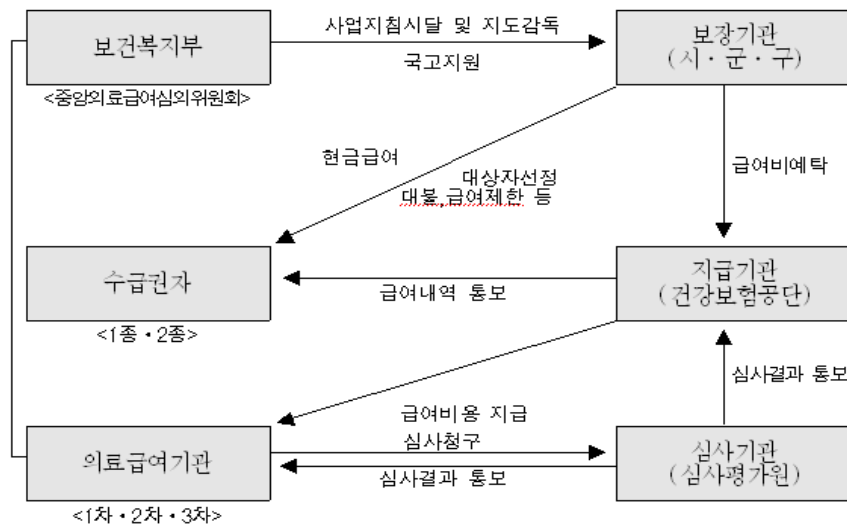 사업지침시달 및 지도감독
보건복지부
보장기관
(시·군·구)
국고지원
<중앙의료급여심의위원회>
현금급여
대상자선정
대불,급여제한 등
급여비예탁
수급권자
지급기관
(건강보험공단)
급여내역 통보
<1종·2종>
심사결과 통보
급여비용 지급
심사청구
의료급여기관
심사기관
(심사평가원)
심사결과 통보
<1차·2차·3차>